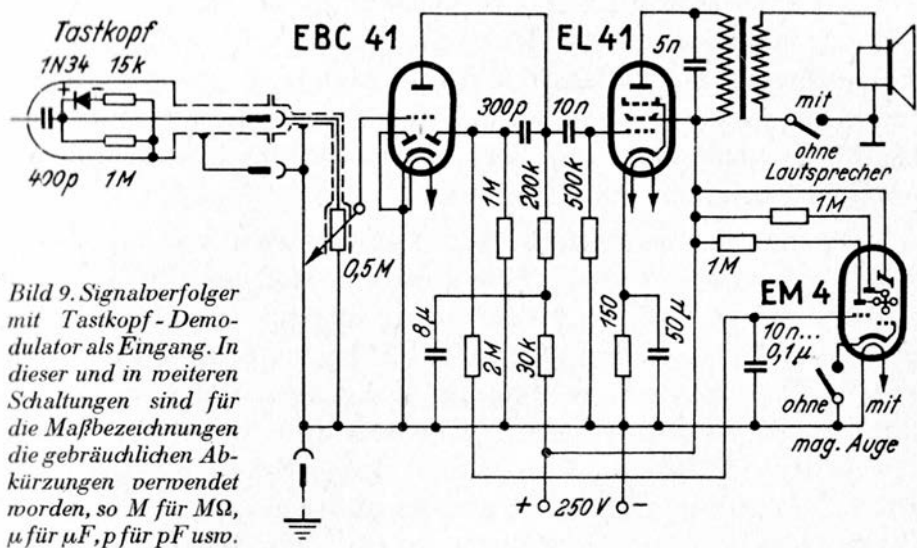 Tastkopf
1N34 15k
+ −
400p 1M
EBC 41
EL 41
5n
300p 10n
1M
200k
500k
0,5M
8µ
2M
30k
150
50µ
mit
ohne
Lautsprecher
1M
1M
EM 4
10n...
0,1µ
ohne
mit
mag. Auge
+ 250V −
Bild 9. Signalverfolger
mit Tastkopf-Demo-
dulator als Eingang. In
dieser und in weiteren
Schaltungen sind für
die Maßbezeichnungen
die gebräuchlichen Ab-
kürzungen verwendet
worden, so M für MΩ,
µ für µF, p für pF usw.